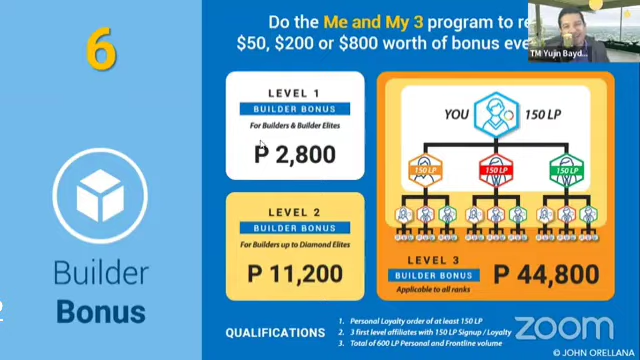 6
Builder
Bonus
Do the Me and My 3 program to
$50, $200 or $800 worth of bonus
TM Yujin Bayd...
LEVEL 1
BUILDER BONUS
For Builders & Builder Elites
P 2,800
LEVEL 2
BUILDER BONUS
For Builders up to Diamond Elites
P 11,200
YOU 150 LP
150 LP 150 LP 150 LP
LEVEL 3
BUILDER BONUS
Applicable to all ranks
P 44,800
QUALIFICATIONS
1. Personal Loyalty order of at least 150 LP
2. 3 first level affiliates with 150 LP Signup / Loyalty
3. Total of 600 LP Personal and Frontline volume
zoom
© JOHN ORELLANA